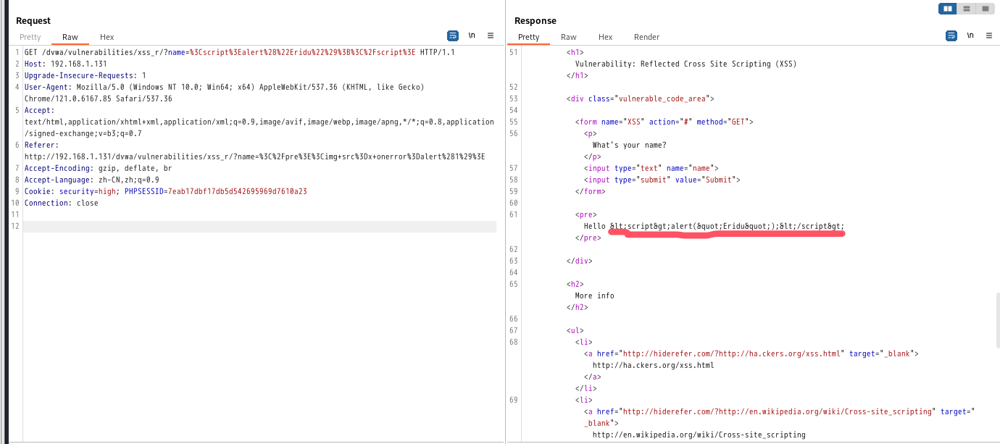 Request
Pretty Raw Hex
\n
1 GET /dvwa/vulnerabilities/xss_r/?name=%3Cscript%3Ealert%28%22Eridu%22%29%3B%3C%2Fscript%3E HTTP/1.1
2 Host: 192.168.1.131
3 Upgrade-Insecure-Requests: 1
4 User-Agent: Mozilla/5.0 (Windows NT 10.0; Win64; x64) AppleWebKit/537.36 (KHTML, like Gecko)
Chrome/121.0.6167.85 Safari/537.36
5 Accept:
text/html,application/xhtml+xml,application/xml;q=0.9,image/avif,image/webp,image/apng,*/*;q=0.8,application
/signed-exchange;v=b3;q=0.7
6 Referer:
http://192.168.1.131/dvwa/vulnerabilities/xss_r/?name=%3C%2Fpre%3E%3Cimg+src%3Dx+onerror%3Dalert%281%29%3E
7 Accept-Encoding: gzip, deflate, br
8 Accept-Language: zh-CN,zh;q=0.9
9 Cookie: security=high; PHPSESSID=7eab17dbf17db5d542695969d7610a23
10 Connection: close
11
12
Response
Pretty Raw Hex Render
\n
51 <h1>
Vulnerability: Reflected Cross Site Scripting (XSS)
</h1>
52
53 <div class="vulnerable_code_area">
54
55 <form name="XSS" action="#" method="GET">
56 <p>
What's your name?
</p>
57 <input type="text" name="name">
58 <input type="submit" value="Submit">
59 </form>
60
61 <pre>
Hello &lt;script&gt;alert(&quot;Eridu&quot;);&lt;/script&gt;
</pre>
62
63 </div>
64
65 <h2>
More info
</h2>
66
67 <ul>
68 <li>
<a href="http://hiderefer.com/?http://ha.ckers.org/xss.html" target="_blank">
http://ha.ckers.org/xss.html
</a>
</li>
69 <li>
<a href="http://hiderefer.com/?http://en.wikipedia.org/wiki/Cross-site_scripting" target="
_blank">
http://en.wikipedia.org/wiki/Cross-site_scripting